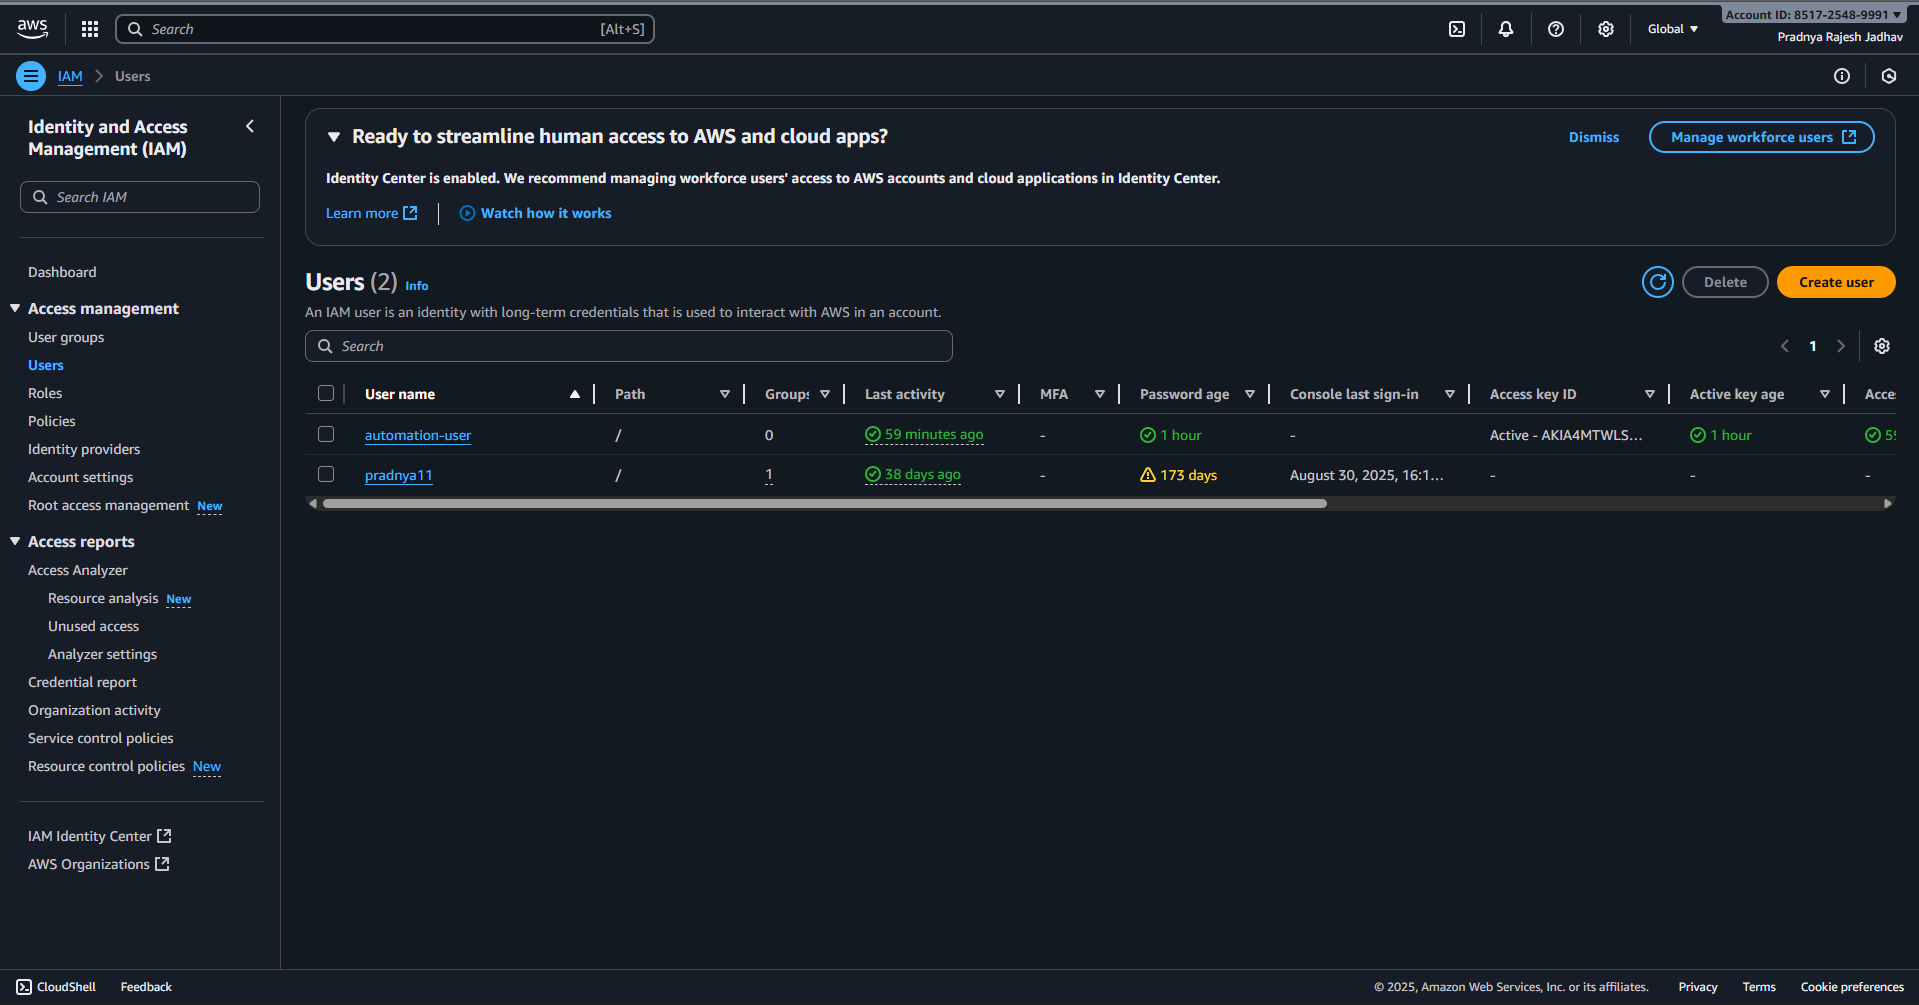 aws
Search [Alt+S]
Global
Account ID: 8517-2548-9991
Pradnya Rajesh Jadhav
IAM > Users
Identity and Access Management (IAM)
Search IAM
Dashboard
Access management
User groups
Users
Roles
Policies
Identity providers
Account settings
Root access management New
Access reports
Access Analyzer
Resource analysis New
Unused access
Analyzer settings
Credential report
Organization activity
Service control policies
Resource control policies New
IAM Identity Center
AWS Organizations
Ready to streamline human access to AWS and cloud apps?
Dismiss
Manage workforce users
Identity Center is enabled. We recommend managing workforce users' access to AWS accounts and cloud applications in Identity Center.
Learn more
Watch how it works
Users (2) Info
Delete
Create user
An IAM user is an identity with long-term credentials that is used to interact with AWS in an account.
Search
1
User name Path Groups Last activity MFA Password age Console last sign-in Access key ID Active key age Acce
automation-user / 0 59 minutes ago - 1 hour - Active - AKIA4MTWLS... 1 hour 59
pradnya11 / 1 38 days ago - 173 days August 30, 2025, 16:1... - - -
CloudShell Feedback
© 2025, Amazon Web Services, Inc. or its affiliates. Privacy Terms Cookie preferences